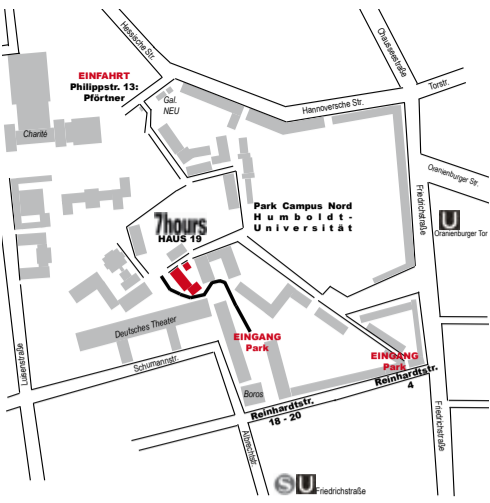 Hessische Str.
Chausseestraße
EINFAHRT
Philippstr. 13:
Pförtner
Torstr.
Gal.
NEU
Hannoversche Str.
Charité
Oranienburger Str.
Friedrichstraße
Park Campus Nord
Humboldt-
Universität
7hours
HAUS 19
U
Oranienburger Tor
Deutsches Theater
EINGANG
Park
EINGANG
Park
Luisenstraße
Schumannstr.
Reinhardtstr.
4
Boros
Reinhardtstr.
18 - 20
Friedrichstraße
Albrechtstr.
S U Friedrichstraße